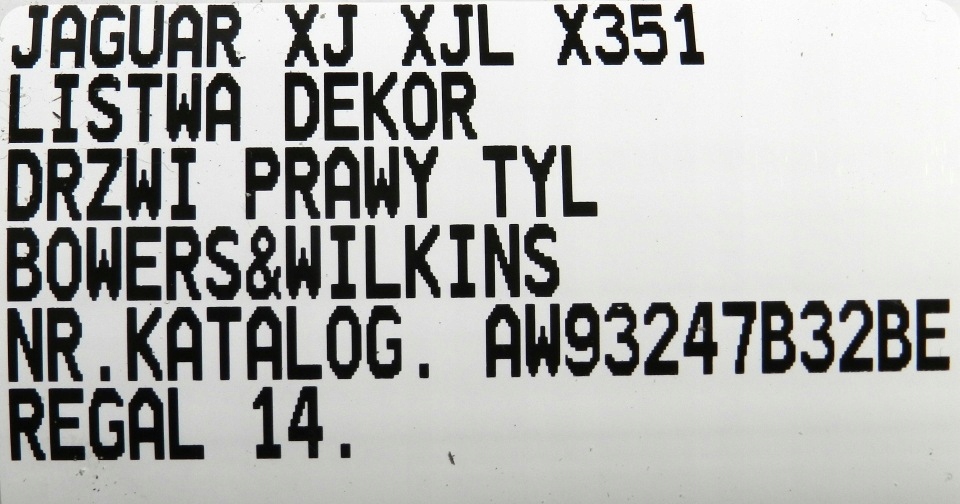 JAGUAR XJ XJL X351
LISTWA DEKOR
DRZWI PRAWY TYL
BOWERS&WILKINS
NR.KATALOG. AW93247B32BE
REGAL 14.